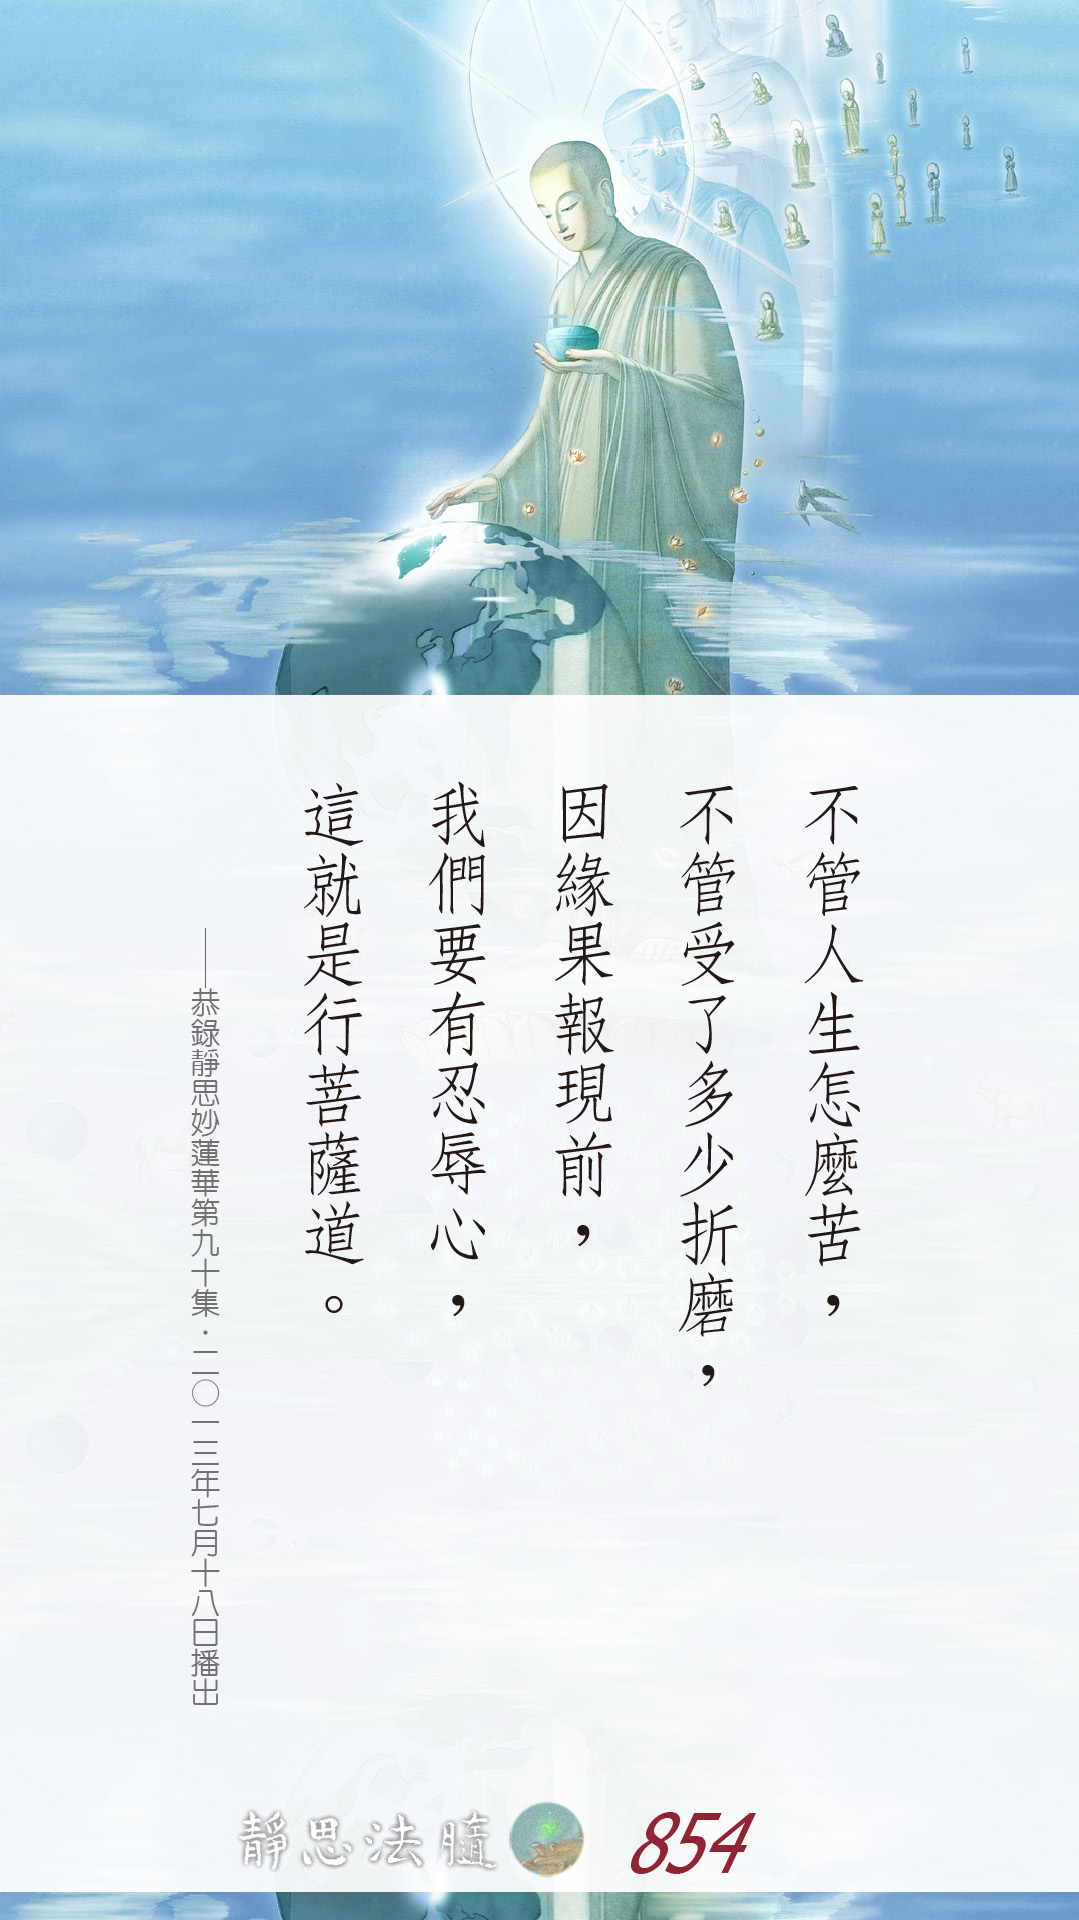 不管人生怎麼苦，
不管受了多少折磨，
因緣果報現前，
我們要有忍辱心，
這就是行菩薩道。
——恭錄靜思妙蓮華第九十集・二〇一三年七月十八日播出
靜思法髓 854